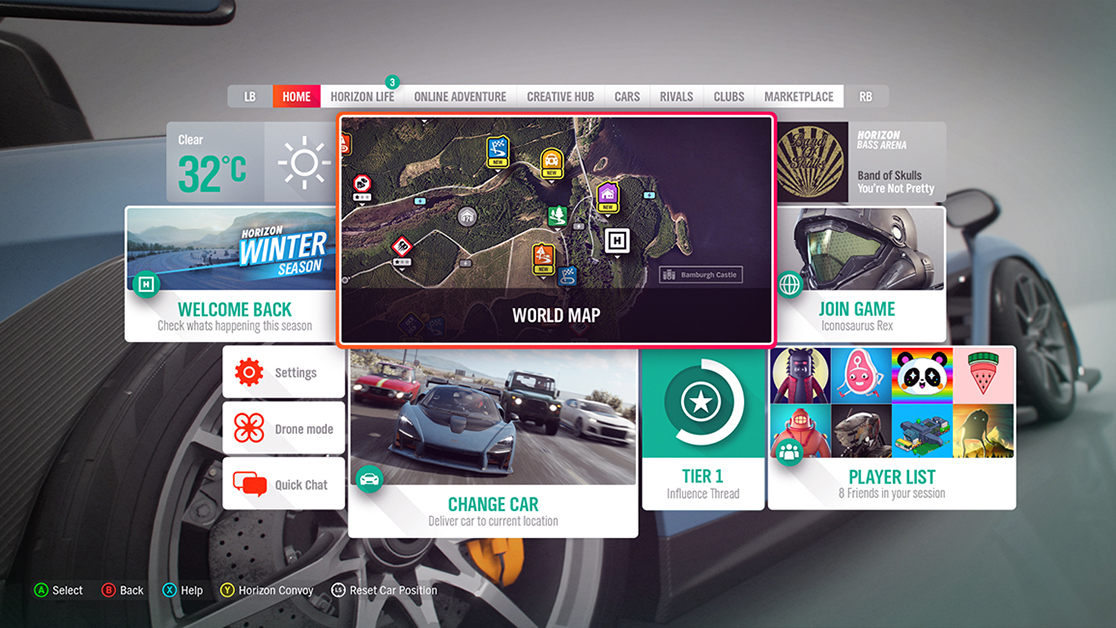 3
LB
HOME
HORIZON LIFE
ONLINE ADVENTURE
CREATIVE HUB
CARS
RIVALS
CLUBS
MARKETPLACE
RB
Clear
32°C
NEW
NEW
NEW
NEW
H
Bamburgh Castle
WORLD MAP
HORIZON
BASS ARENA
Band of Skulls
You're Not Pretty
HORIZON
WINTER
SEASON
H
WELCOME BACK
Check whats happening this season
JOIN GAME
Iconosaurus Rex
Settings
Drone mode
Quick Chat
CHANGE CAR
Deliver car to current location
TIER 1
Influence Thread
PLAYER LIST
8 Friends in your session
A Select
B Back
X Help
Y Horizon Convoy
LS Reset Car Position